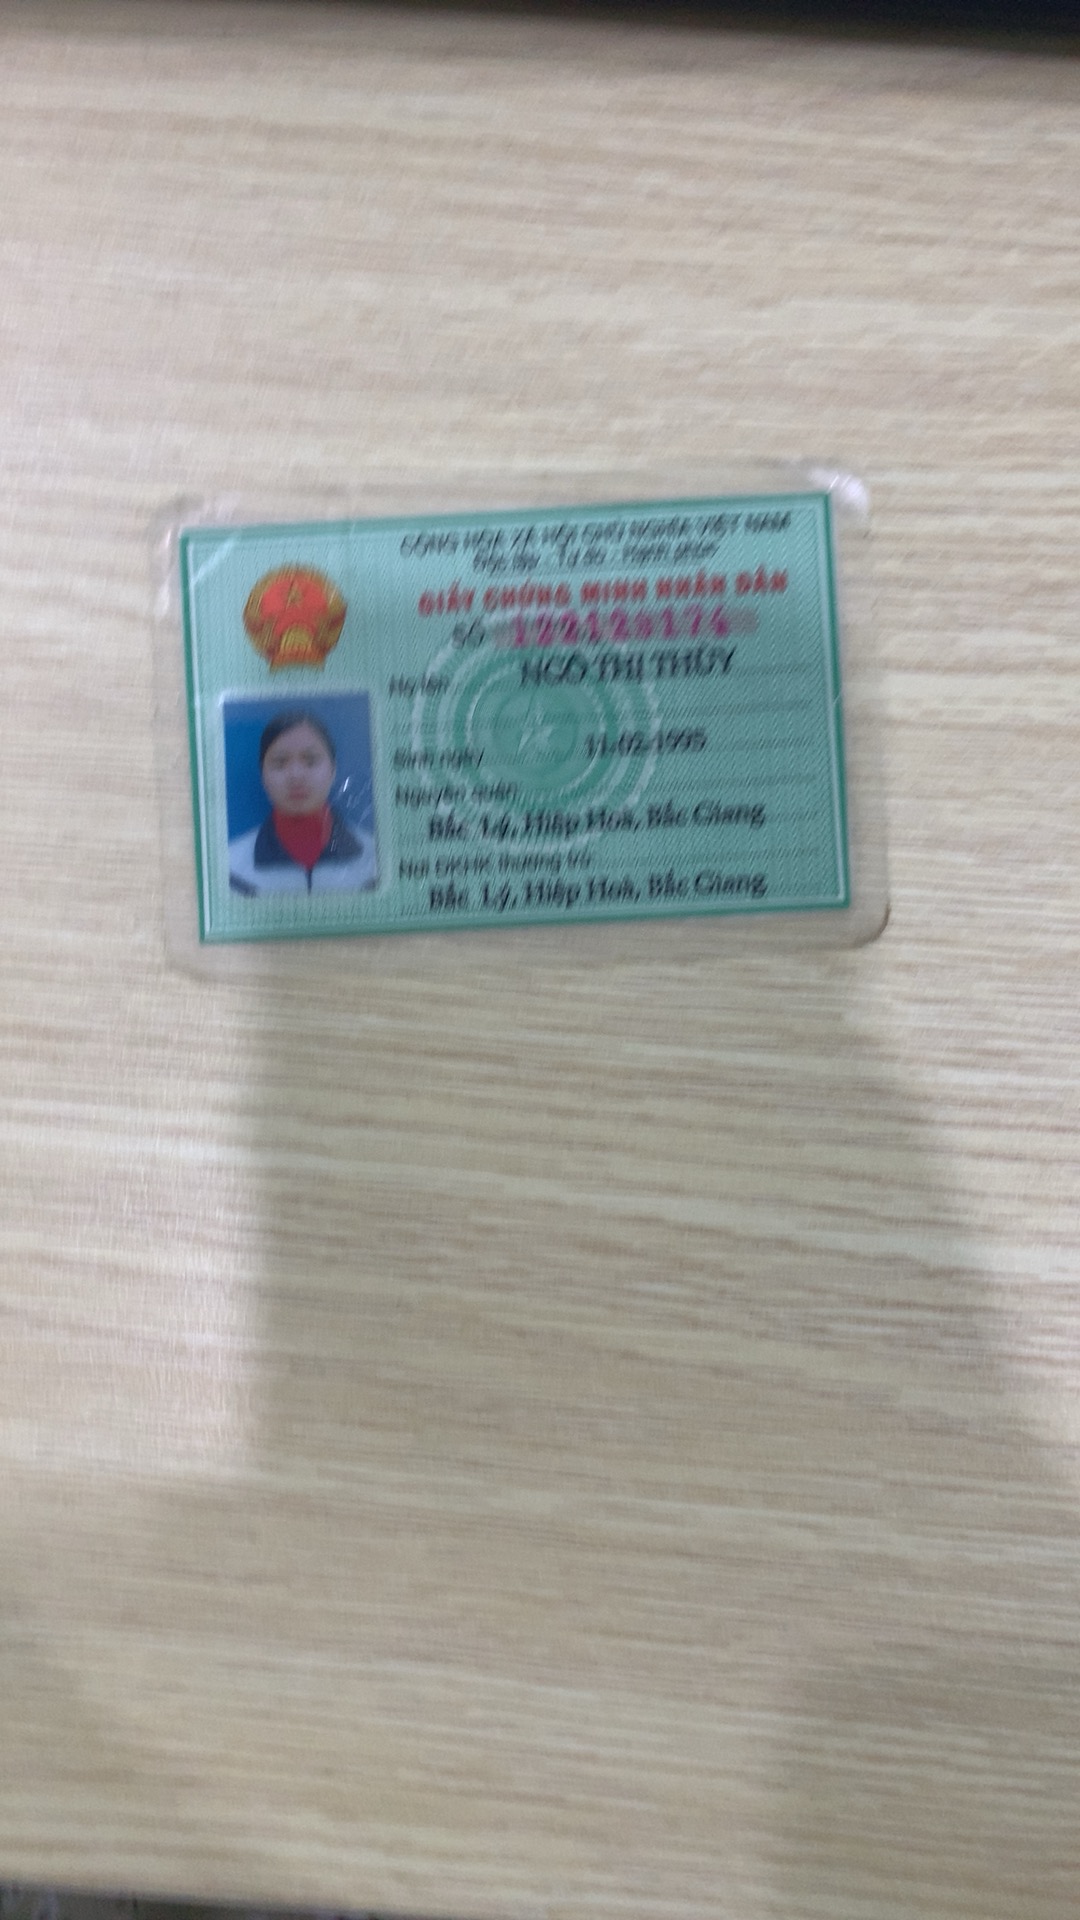 CỘNG HÒA XÃ HỘI CHỦ NGHĨA VIỆT NAM
Độc lập - Tự do - Hạnh phúc
GIẤY CHỨNG MINH NHÂN DÂN
SỐ
Họ tên NGÔ THỊ THÚY
Sinh ngày 11-02-1995
Nguyên quán
Bắc Lý, Hiệp Hoà, Bắc Giang
Nơi ĐKHK thường trú
Bắc Lý, Hiệp Hoà, Bắc Giang